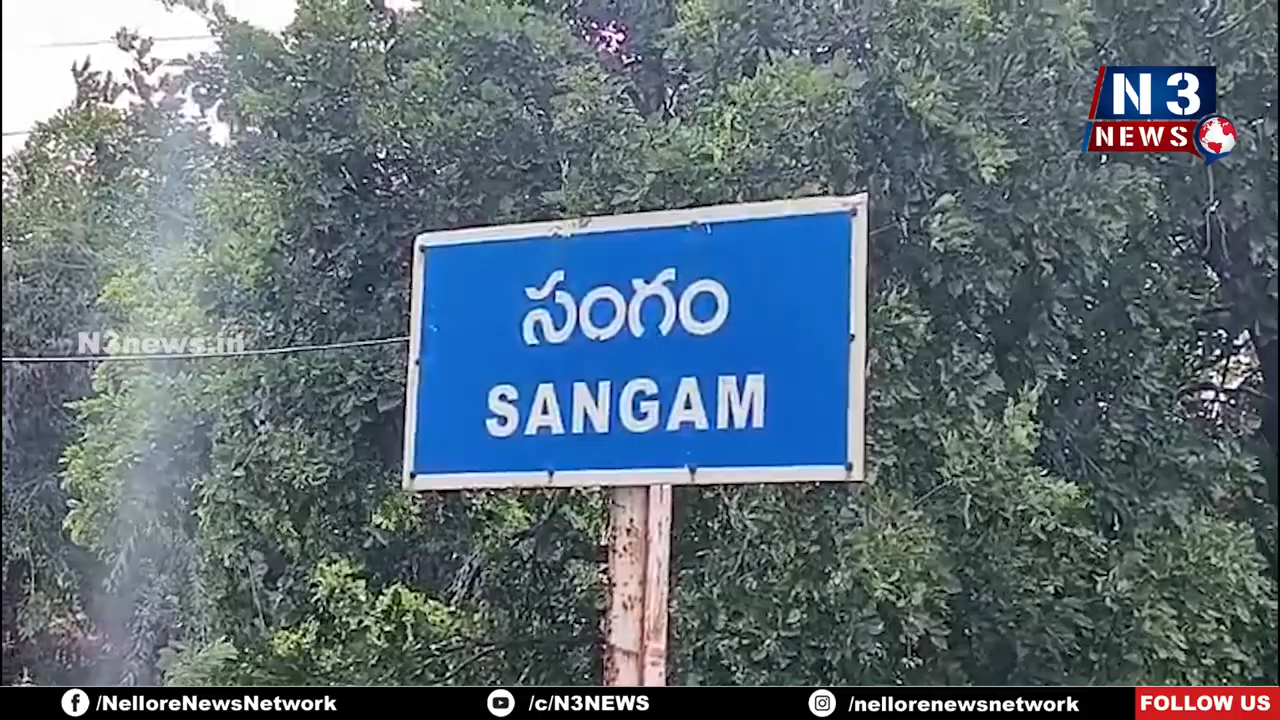 N3
NEWS
సంగం
N3news.in
SANGAM
/NelloreNewsNetwork
/c/N3NEWS
/nellorenewsnetwork
FOLLOW US